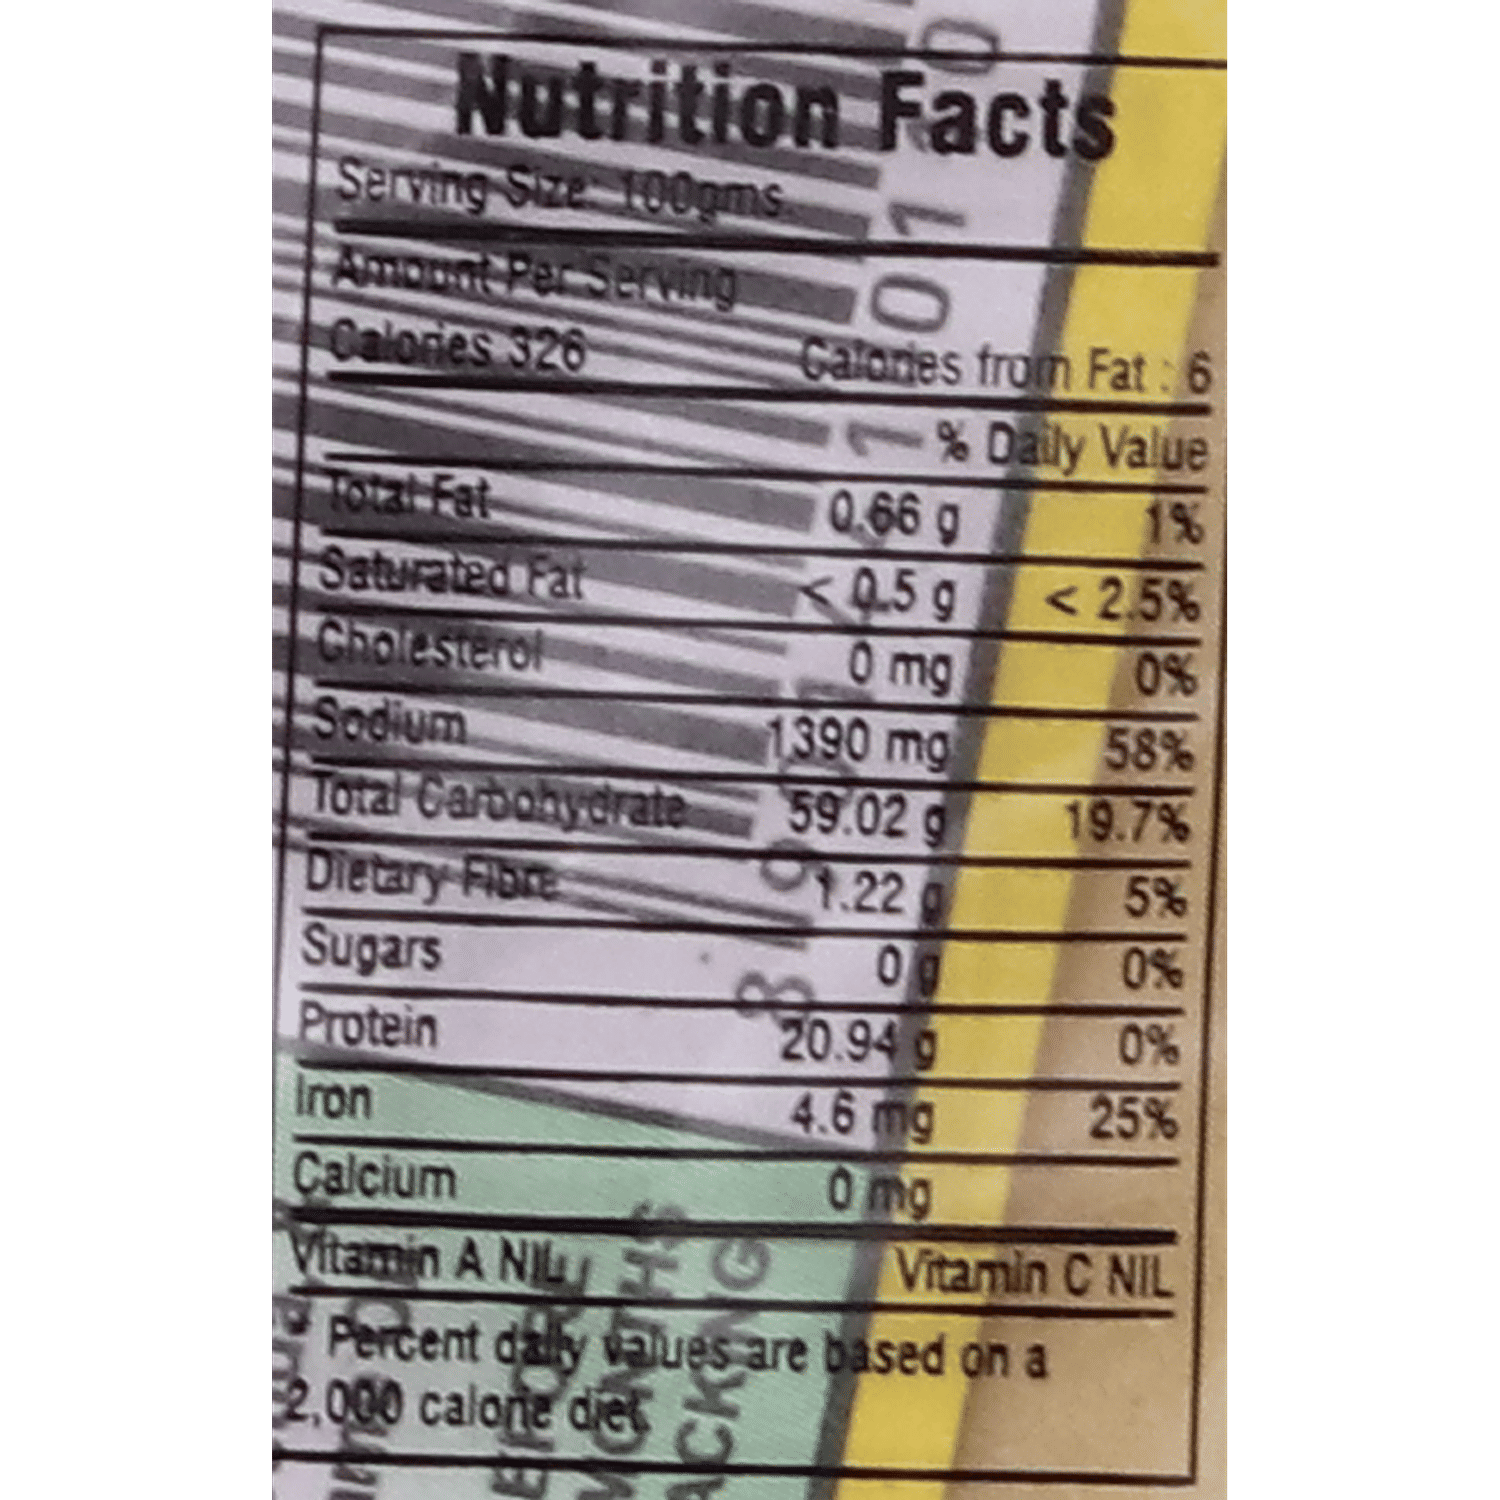 Nutrition Facts
Serving Size: 100gms.
Amount Per Serving
Calories 326 Calories from Fat : 6
% Daily Value
Total Fat 0.66 g 1%
Saturated Fat < 0.5 g < 2.5%
Cholesterol 0 mg 0%
Sodium 1390 mg 58%
Total Carbohydrate 59.02 g 19.7%
Dietary Fibre 1.22 g 5%
Sugars 0 g 0%
Protein 20.94 g 0%
Iron 4.6 mg 25%
Calcium 0 mg
Vitamin A NIL Vitamin C NIL
Percent daily values are based on a
2,000 calorie diet.